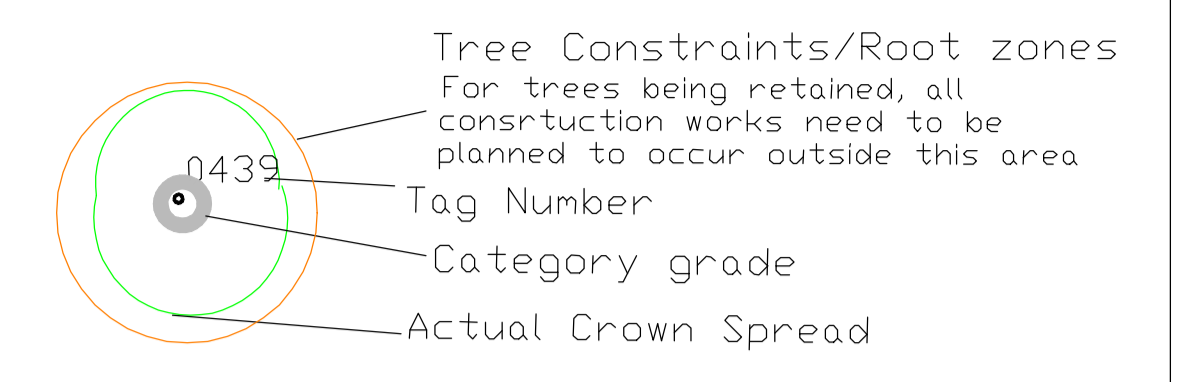 Tree Constraints/Root zones
For trees being retained, all
consrtuction works need to be
planned to occur outside this area
0439
Tag Number
Category grade
Actual Crown Spread